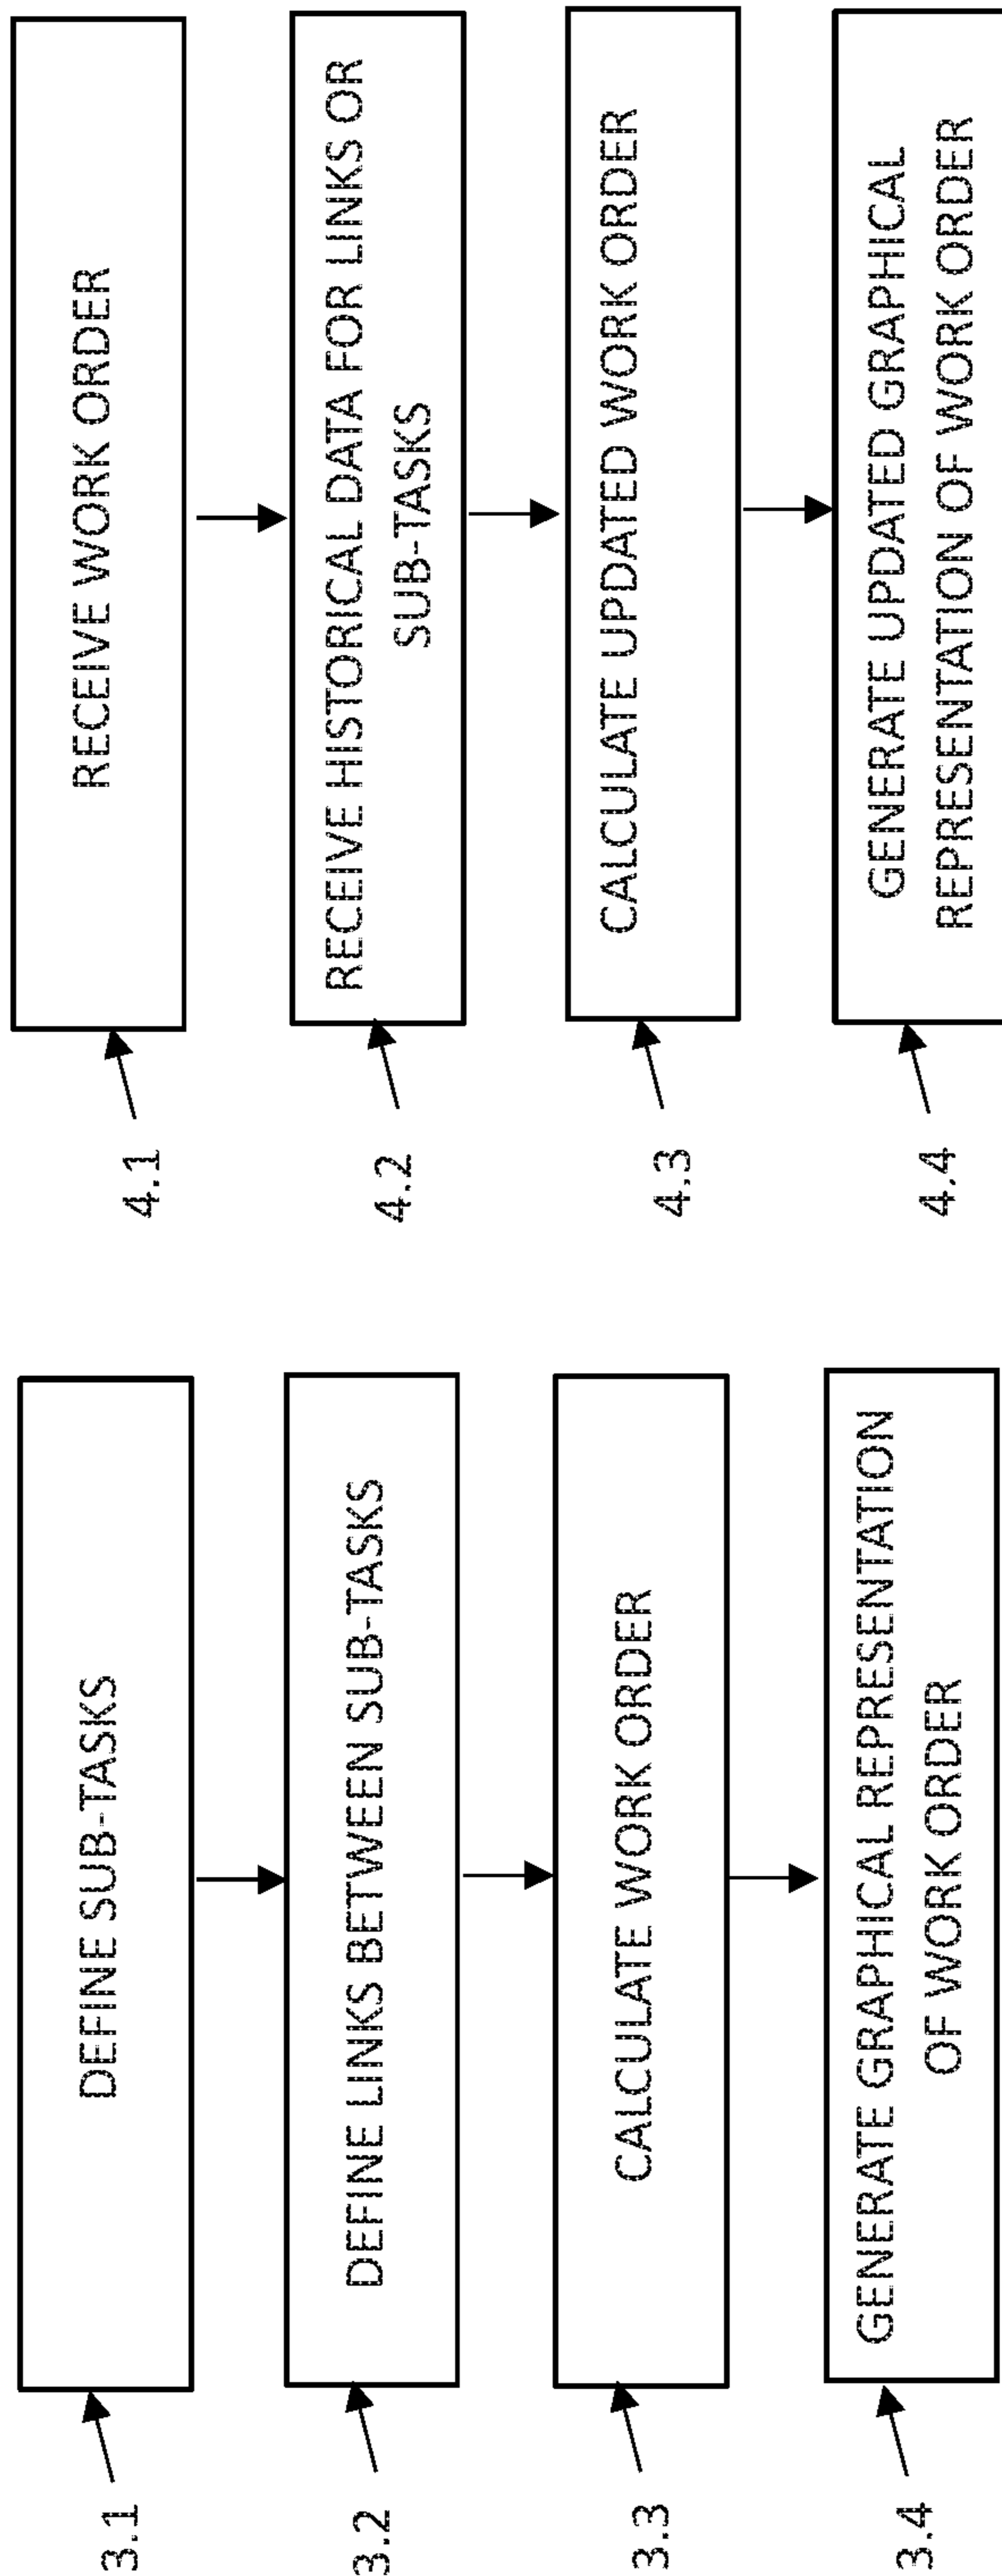 3.1
DEFINE SUB-TASKS
3.2
DEFINE LINKS BETWEEN SUB-TASKS
3.3
CALCULATE WORK ORDER
3.4
GENERATE GRAPHICAL REPRESENTATION
OF WORK ORDER
4.1
RECEIVE WORK ORDER
4.2
RECEIVE HISTORICAL DATA FOR LINKS OR
SUB-TASKS
4.3
CALCULATE UPDATED WORK ORDER
4.4
GENERATE UPDATED GRAPHICAL
REPRESENTATION OF WORK ORDER